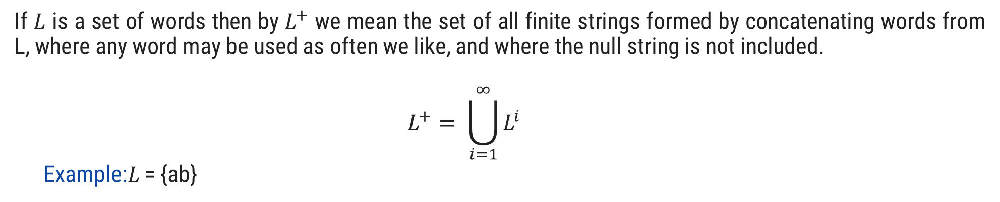 If L is a set of words then by L⁺ we mean the set of all finite strings formed by concatenating words from
L, where any word may be used as often we like, and where the null string is not included.
∞
L⁺ = ⋃ Lⁱ
i=1
Example:L = {ab}